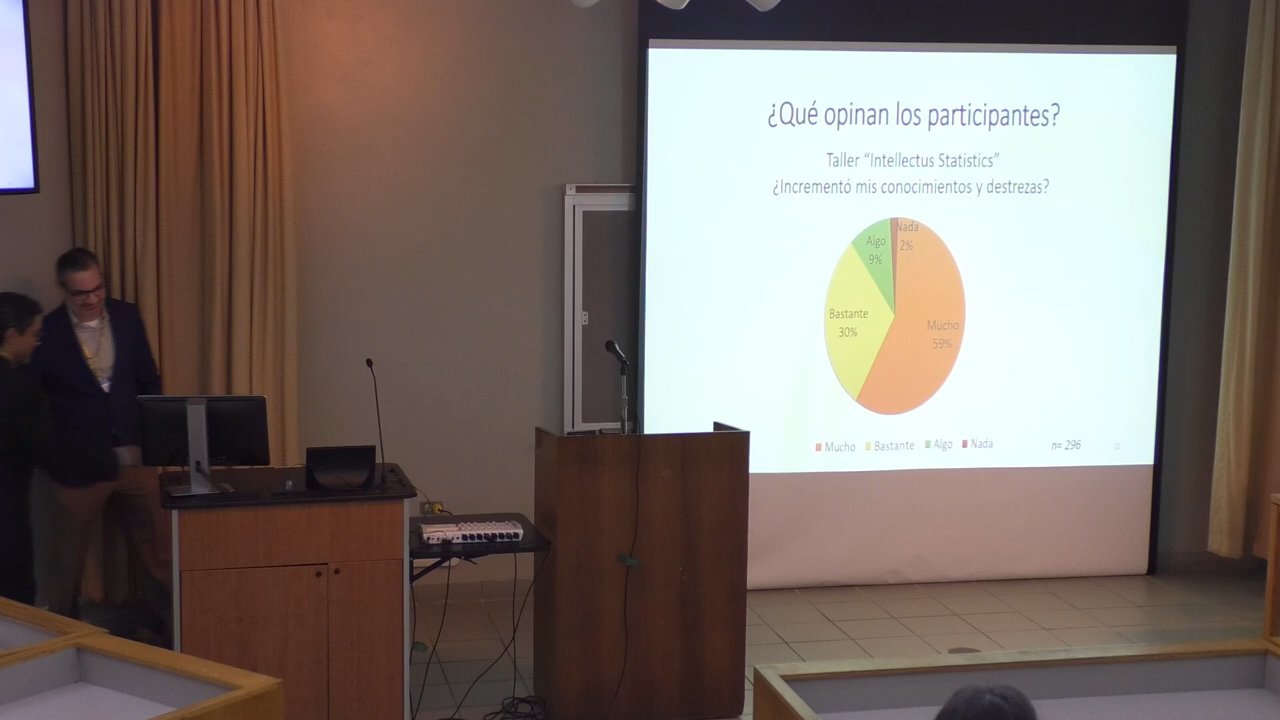 ¿Qué opinan los participantes?
Taller “Intellectus Statistics”
¿Incrementó mis conocimientos y destrezas?
Nada
2%
Algo
9%
Bastante
30%
Mucho
59%
Mucho Bastante Algo Nada
n= 296